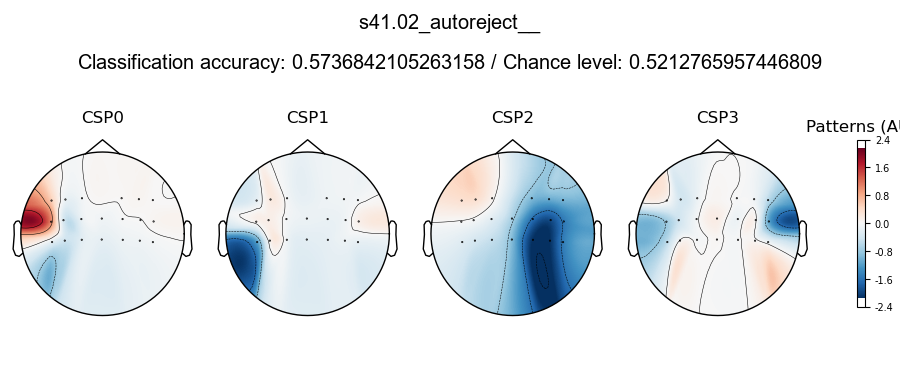 s41.02_autoreject__
Classification accuracy: 0.5736842105263158 / Chance level: 0.5212765957446809
CSP0
CSP1
CSP2
CSP3
Patterns (AU
2.4
1.6
0.8
0.0
-0.8
-1.6
-2.4